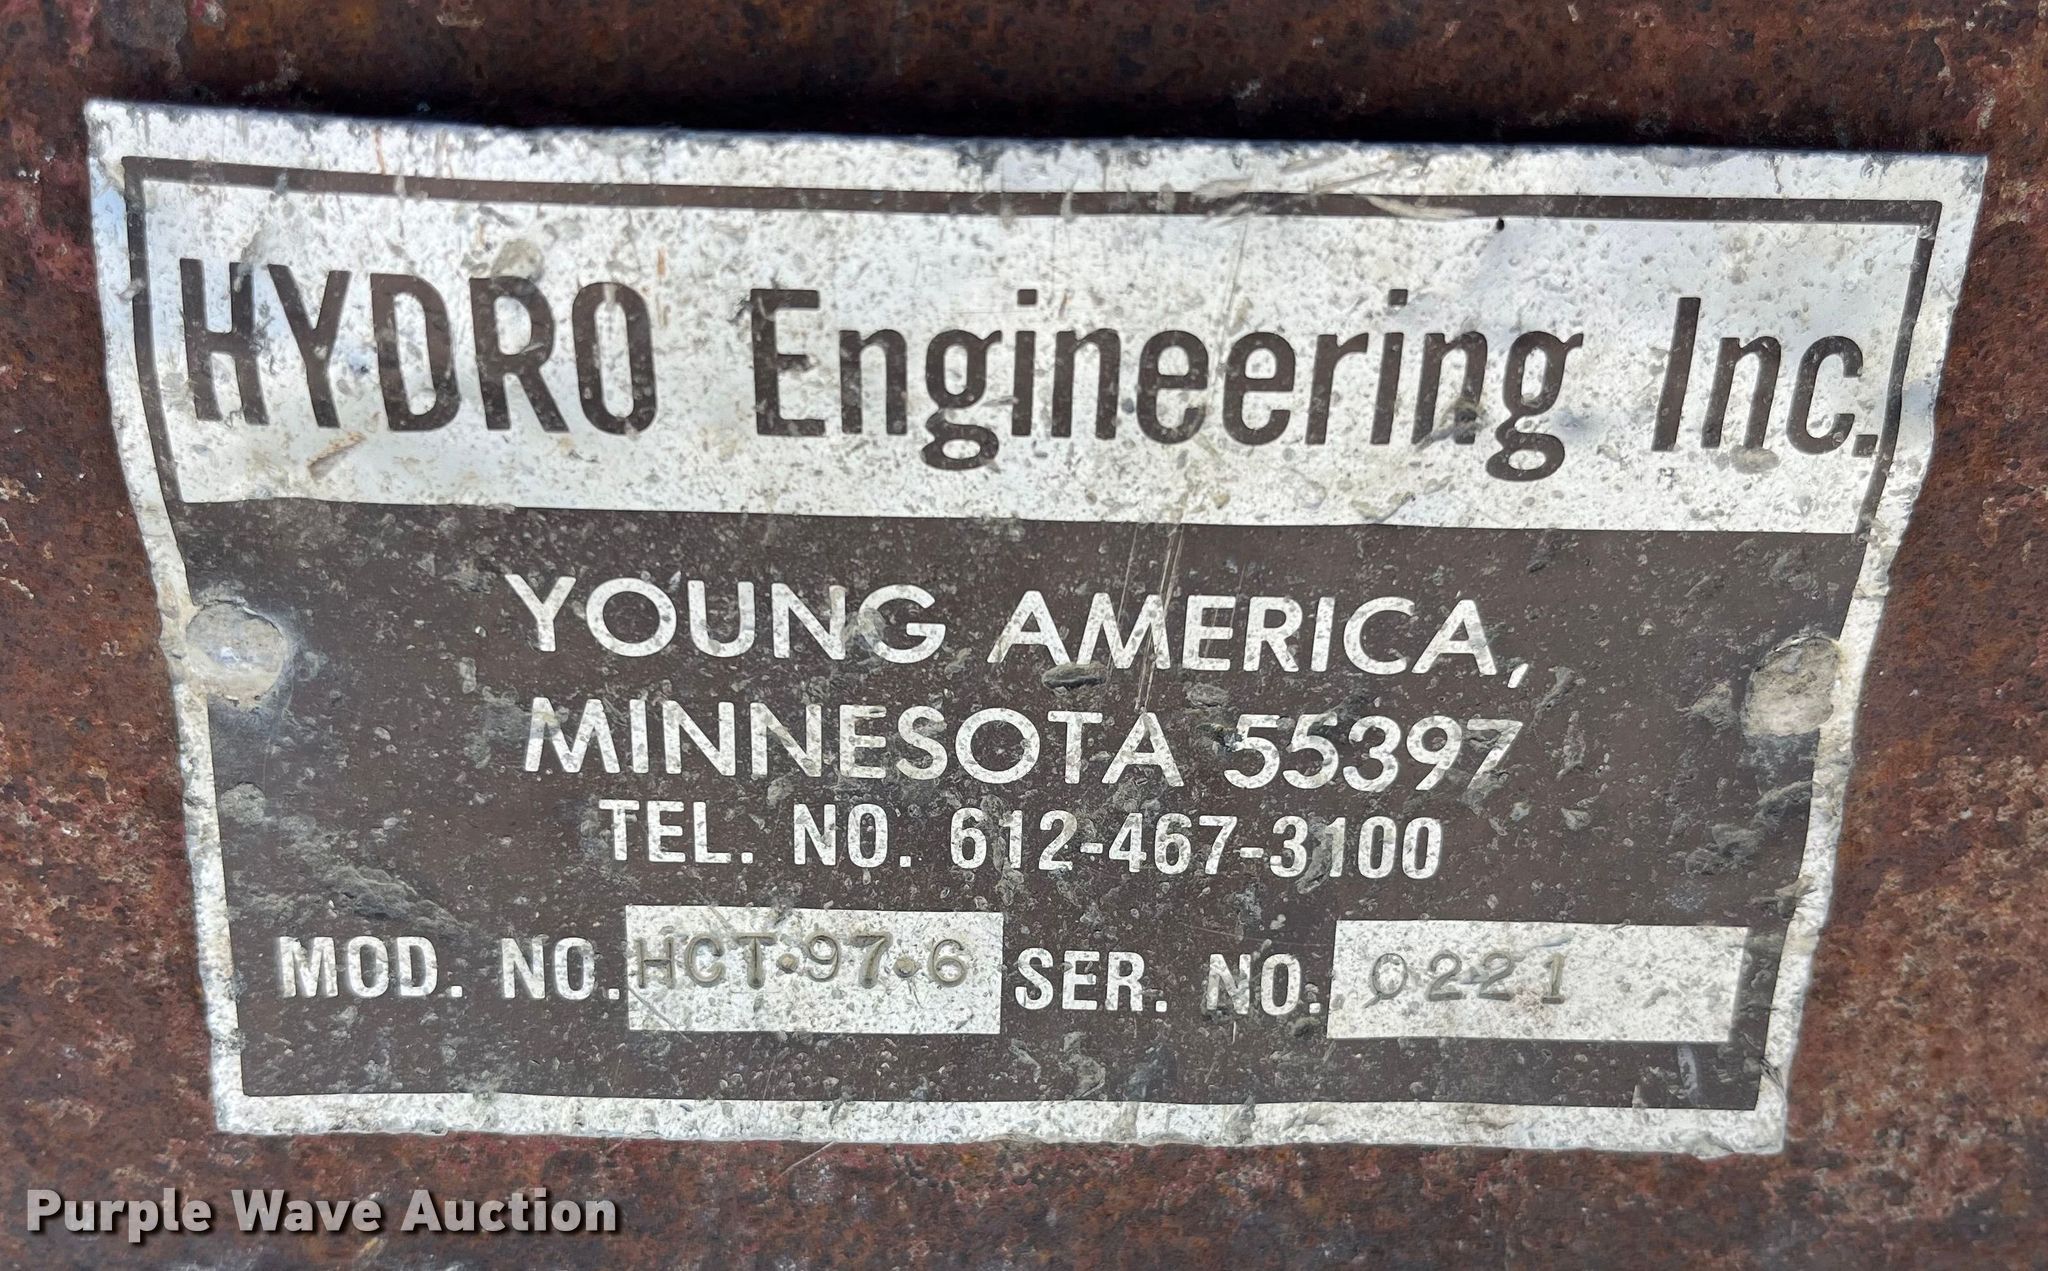 HYDRO Engineering Inc.
YOUNG AMERICA,
MINNESOTA 55397
TEL. NO. 612-467-3100
MOD. NO. HCT·97·6 SER. NO. 0221
Purple Wave Auction